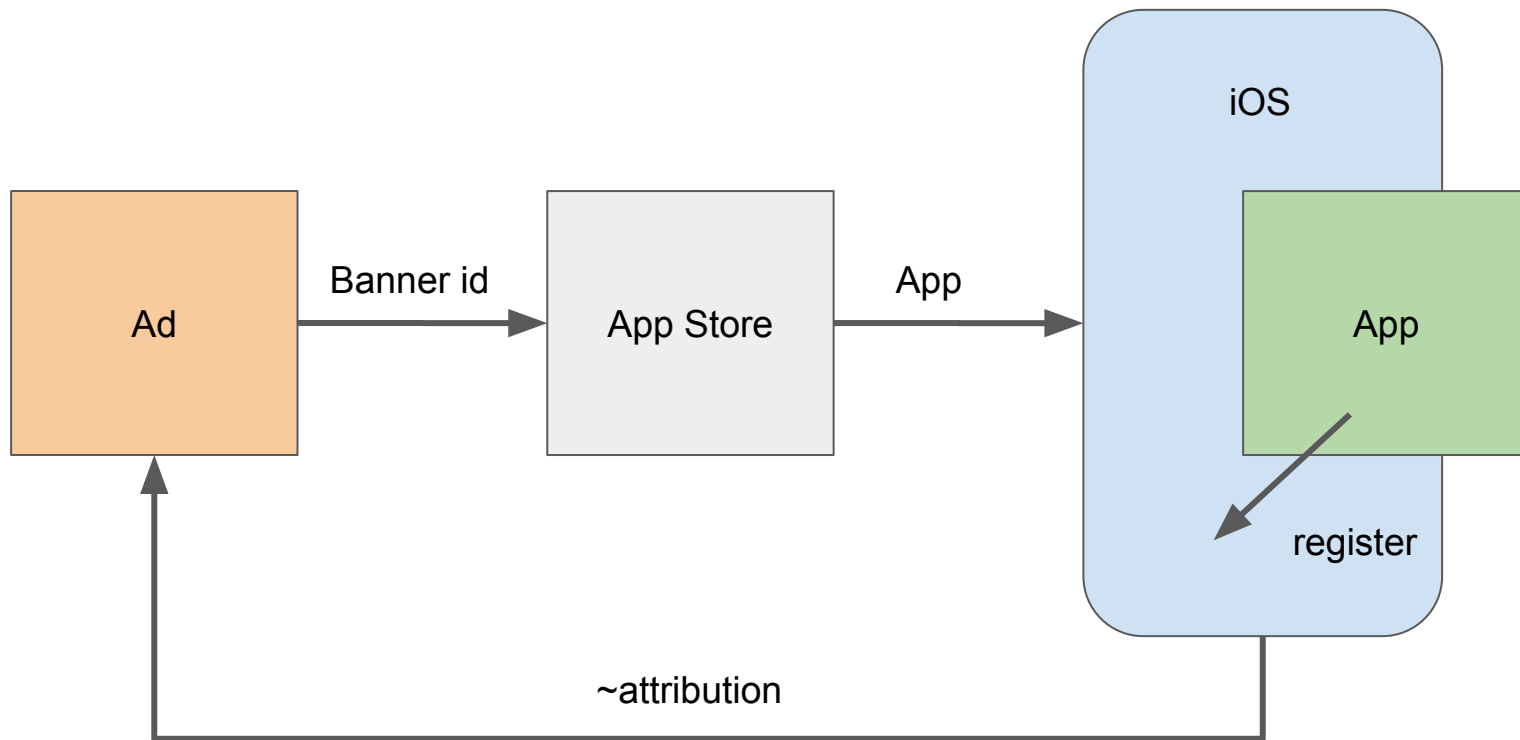 iOS
Banner id
App
Ad
App Store
App
register
~attribution